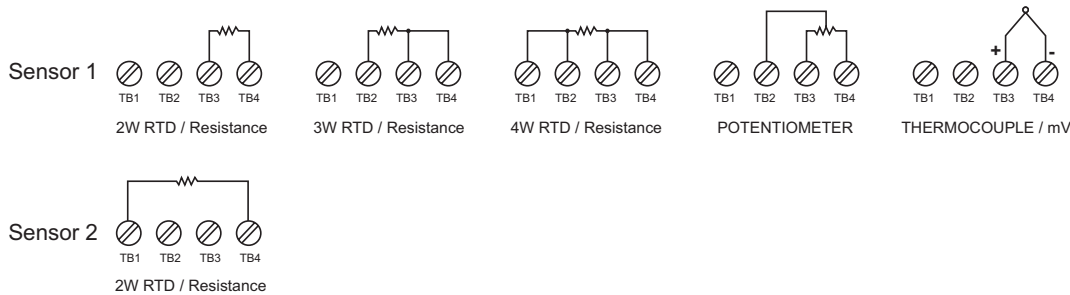 + -
Sensor 1
TB1 TB2 TB3 TB4 TB1 TB2 TB3 TB4 TB1 TB2 TB3 TB4 TB1 TB2 TB3 TB4 TB1 TB2 TB3 TB4
2W RTD / Resistance 3W RTD / Resistance 4W RTD / Resistance POTENTIOMETER THERMOCOUPLE / mV
Sensor 2
TB1 TB2 TB3 TB4
2W RTD / Resistance